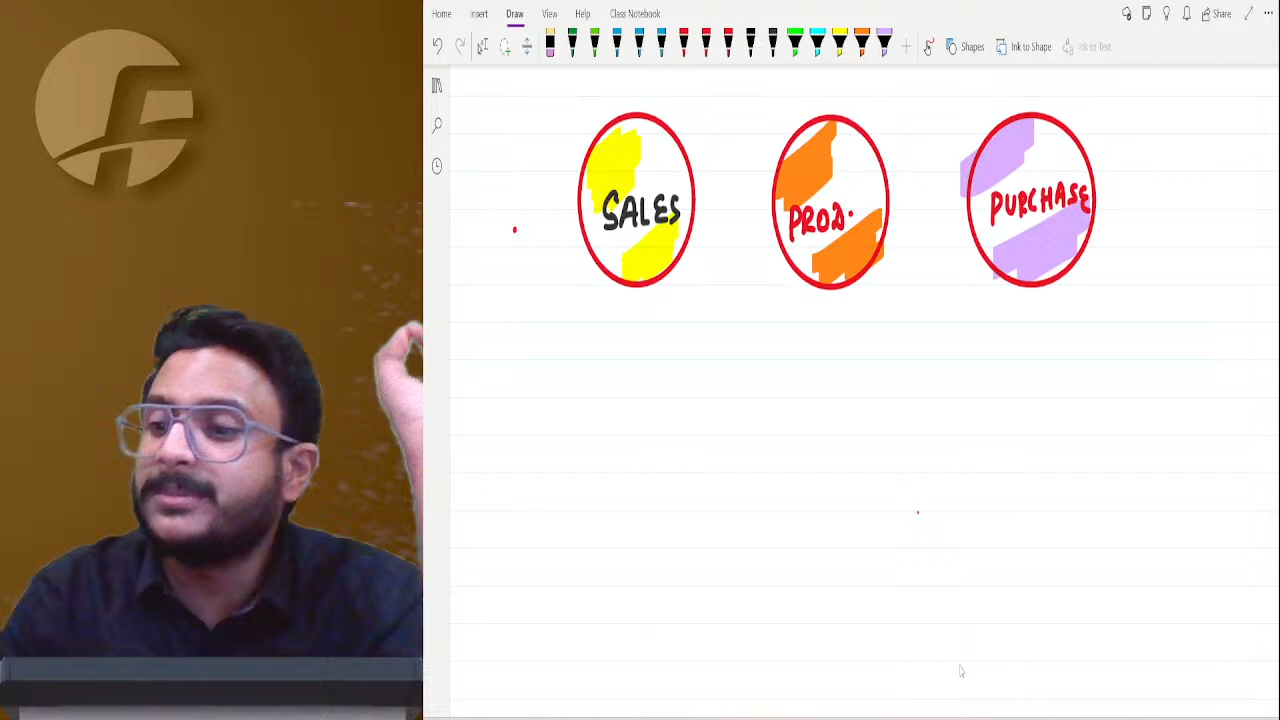 Home Insert Draw View Help Class Notebook Share
Shapes Ink to Shape Ink to Text
SALES
PROD.
PURCHASE